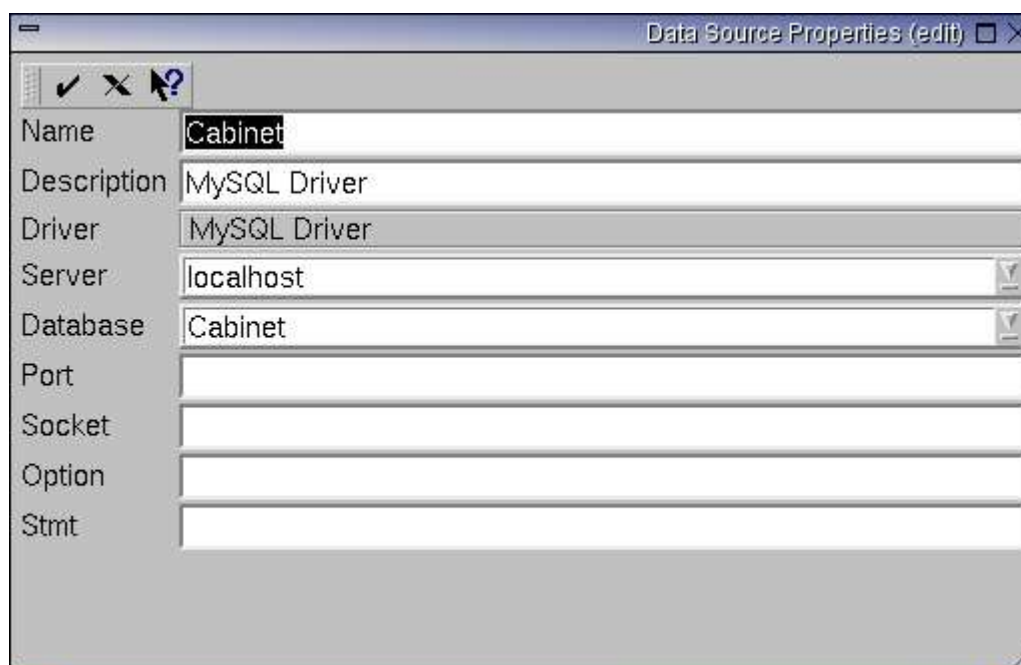 Data Source Properties (edit)
Name Cabinet
Description MySQL Driver
Driver MySQL Driver
Server localhost
Database Cabinet
Port
Socket
Option
Stmt